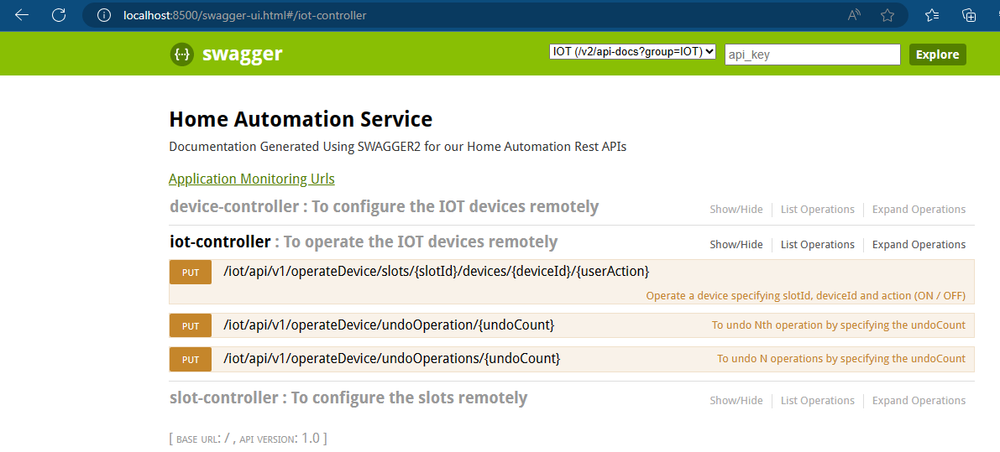 localhost:8500/swagger-ui.html#/iot-controller
{··} swagger
IOT (/v2/api-docs?group=IOT)
api_key
Explore
Home Automation Service
Documentation Generated Using SWAGGER2 for our Home Automation Rest APIs
Application Monitoring Urls
device-controller : To configure the IOT devices remotely
Show/Hide
List Operations
Expand Operations
iot-controller : To operate the IOT devices remotely
Show/Hide
List Operations
Expand Operations
PUT /iot/api/v1/operateDevice/slots/{slotId}/devices/{deviceId}/{userAction}
Operate a device specifying slotId, deviceId and action (ON / OFF)
PUT /iot/api/v1/operateDevice/undoOperation/{undoCount}
To undo Nth operation by specifying the undoCount
PUT /iot/api/v1/operateDevice/undoOperations/{undoCount}
To undo N operations by specifying the undoCount
slot-controller : To configure the slots remotely
Show/Hide
List Operations
Expand Operations
[ BASE URL: / , API VERSION: 1.0 ]